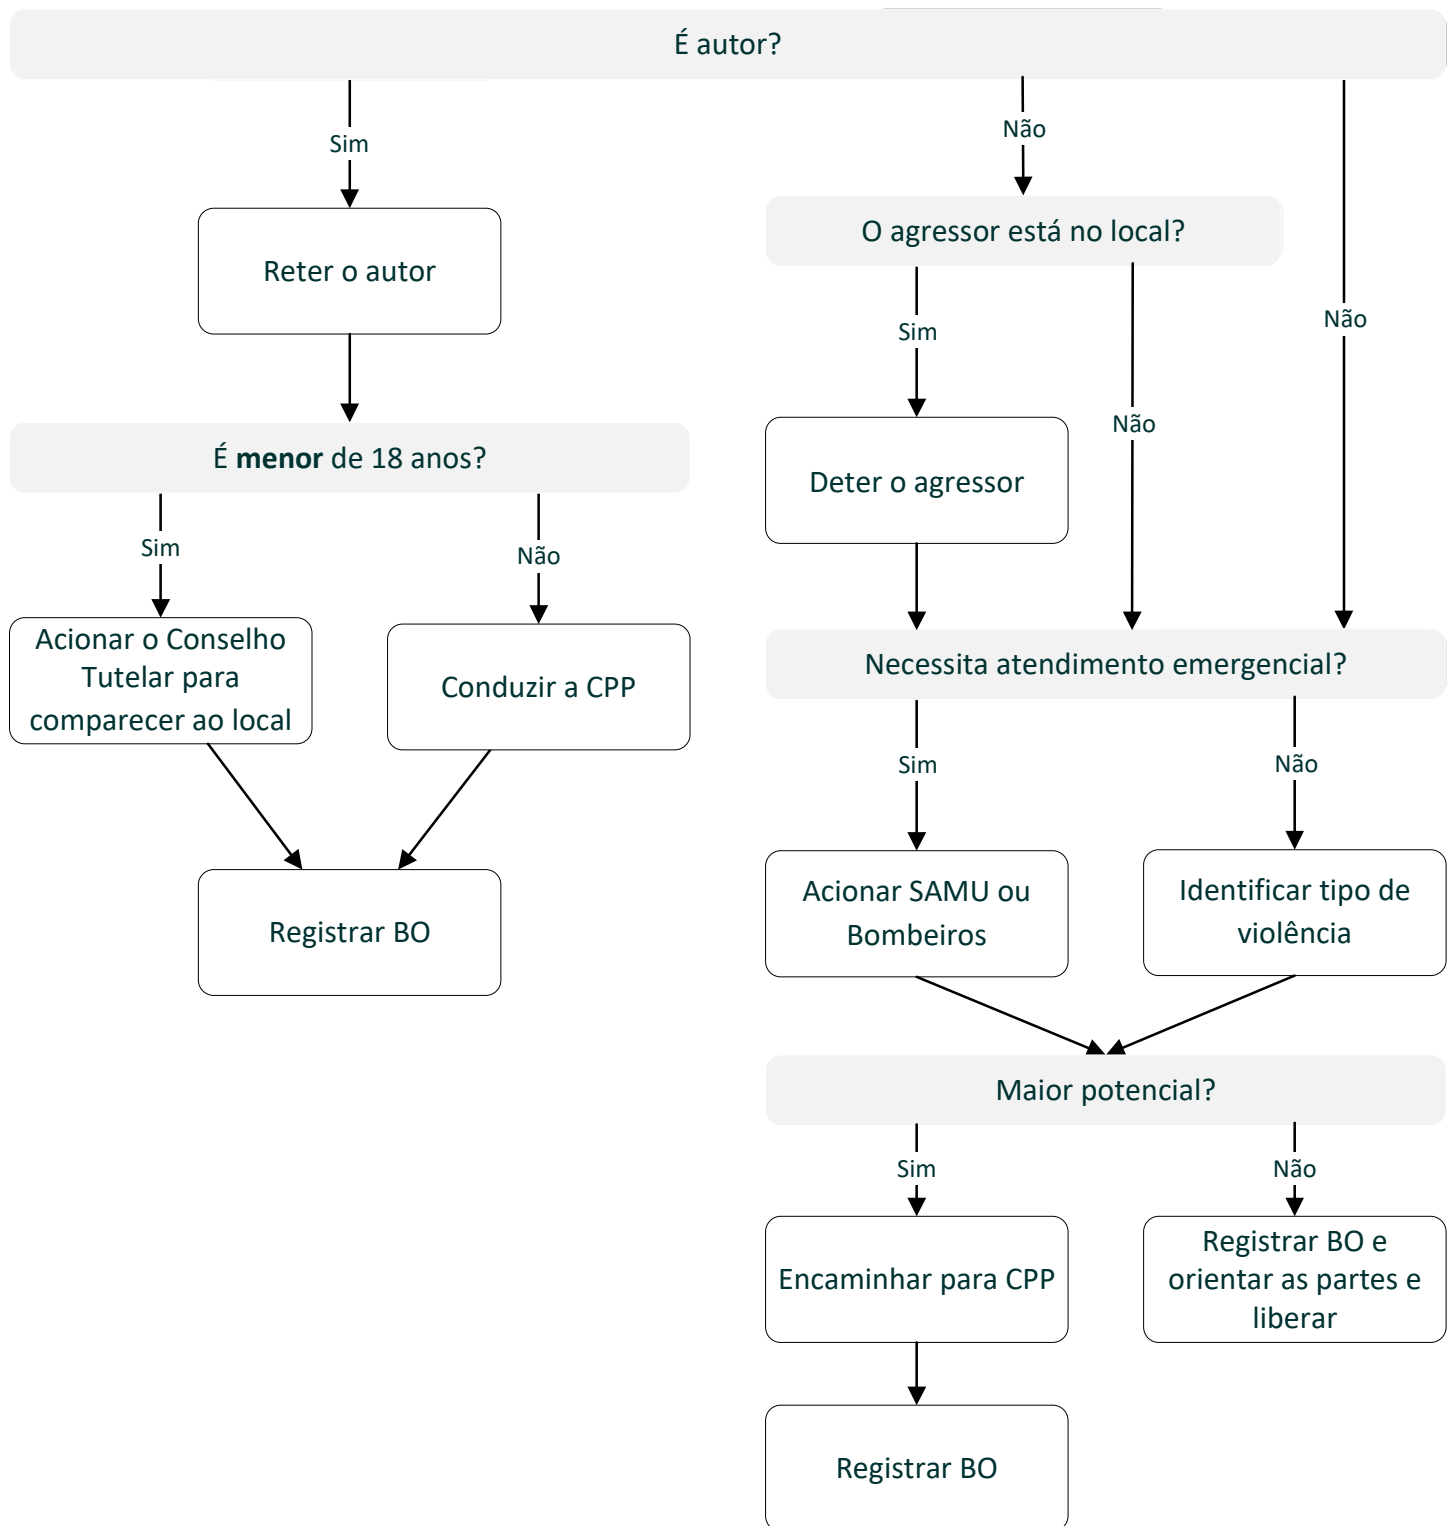 É autor?
Sim
Não
Não
Reter o autor
O agressor está no local?
Sim
Não
É menor de 18 anos?
Deter o agressor
Sim
Não
Acionar o Conselho
Tutelar para
comparecer ao local
Conduzir a CPP
Necessita atendimento emergencial?
Sim
Não
Registrar BO
Acionar SAMU ou
Bombeiros
Identificar tipo de
violência
Maior potencial?
Sim
Não
Encaminhar para CPP
Registrar BO e
orientar as partes e
liberar
Registrar BO